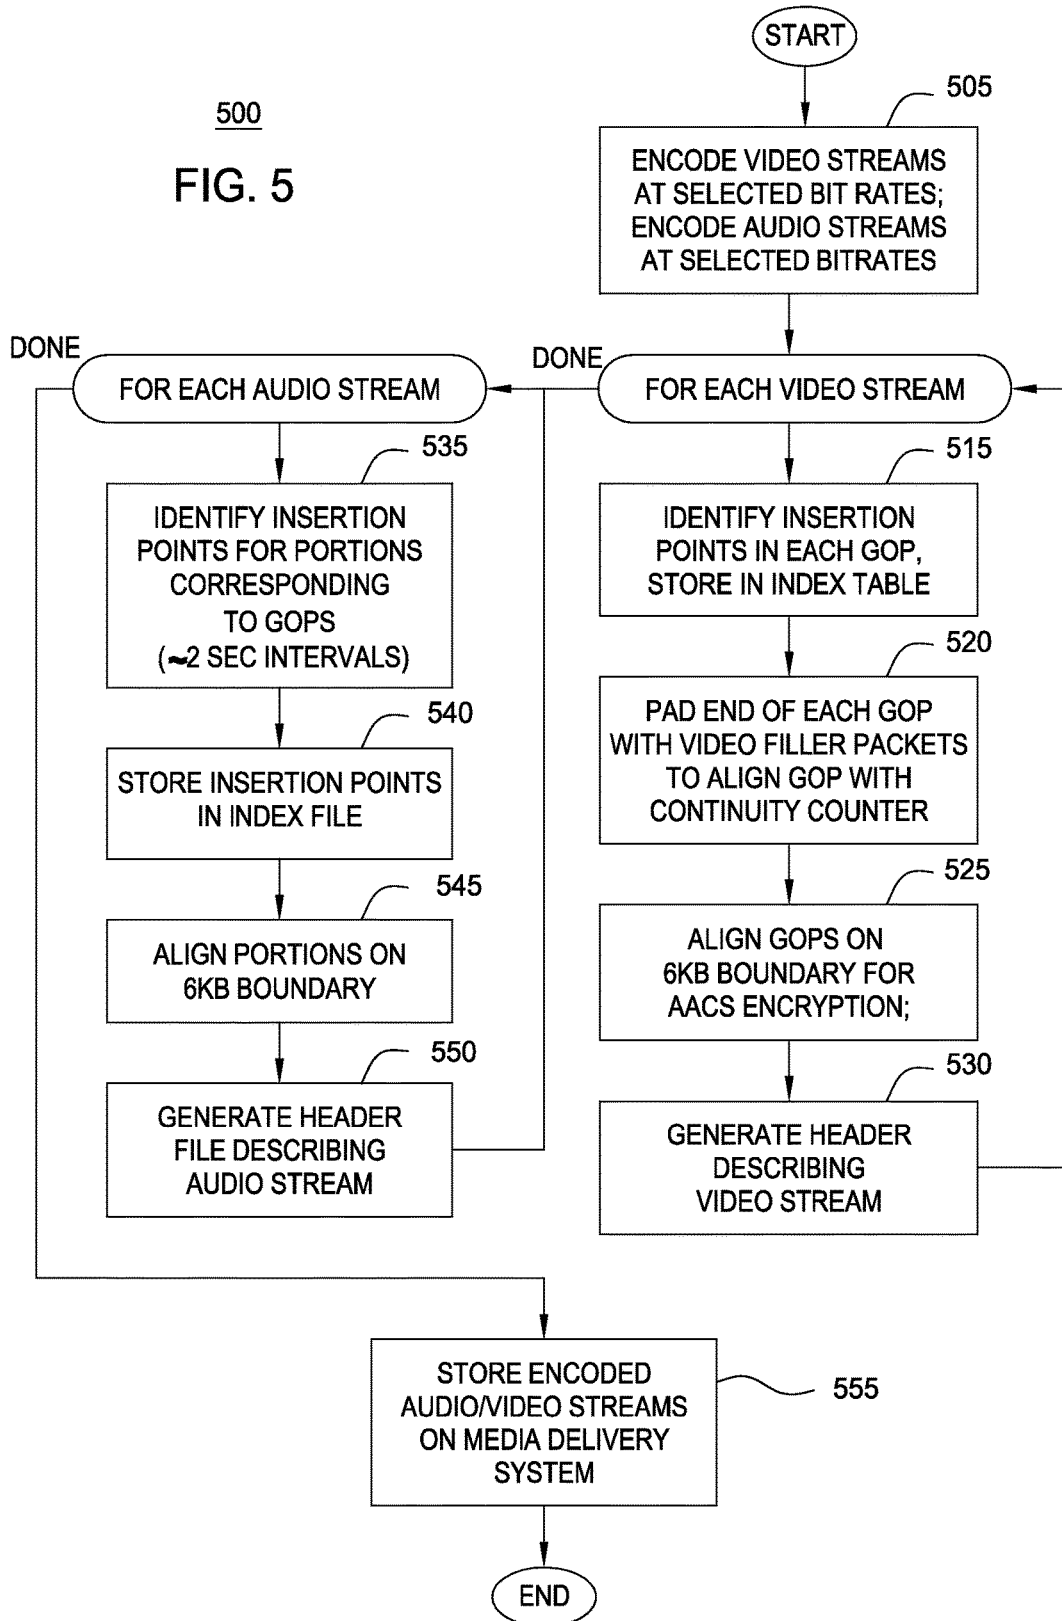 START
500
FIG. 5
505
ENCODE VIDEO STREAMS
AT SELECTED BIT RATES;
ENCODE AUDIO STREAMS
AT SELECTED BITRATES
DONE
FOR EACH AUDIO STREAM
DONE
FOR EACH VIDEO STREAM
535
IDENTIFY INSERTION
POINTS FOR PORTIONS
CORRESPONDING
TO GOPS
(~2 SEC INTERVALS)
540
STORE INSERTION POINTS
IN INDEX FILE
545
ALIGN PORTIONS ON
6KB BOUNDARY
550
GENERATE HEADER
FILE DESCRIBING
AUDIO STREAM
515
IDENTIFY INSERTION
POINTS IN EACH GOP,
STORE IN INDEX TABLE
520
PAD END OF EACH GOP
WITH VIDEO FILLER PACKETS
TO ALIGN GOP WITH
CONTINUITY COUNTER
525
ALIGN GOPS ON
6KB BOUNDARY FOR
AACS ENCRYPTION;
530
GENERATE HEADER
DESCRIBING
VIDEO STREAM
STORE ENCODED
AUDIO/VIDEO STREAMS
ON MEDIA DELIVERY
SYSTEM
555
END